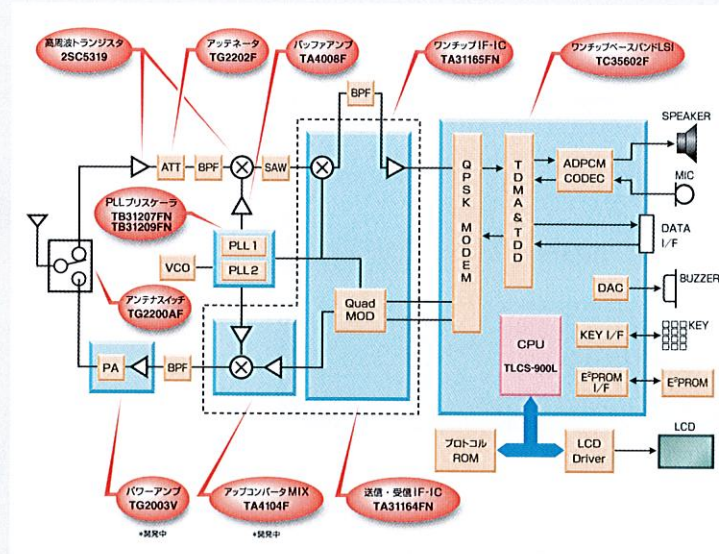 高周波トランジスタ
2SC5319
アッテネータ
TG2202F
バッファアンプ
TA4008F
ワンチップIF·IC
TA31165FN
ワンチップベースバンドLSI
TC35602F
BPF
SPEAKER
ATT
BPF
SAW
QPSK MODEM
TDMA&TDD
ADPCM
CODEC
MIC
PLLプリスケーラ
TB31207FN
TB31209FN
PLL 1
PLL 2
VCO
DATA
I/F
アンテナスイッチ
TG2200AF
Quad
MOD
DAC
BUZZER
CPU
TLCS-900L
KEY I/F
KEY
PA
BPF
E²PROM
I/F
E²PROM
プロトコル
ROM
LCD
Driver
LCD
パワーアンプ
TG2003V
*開発中
アップコンバータMIX
TA4104F
*開発中
送信・受信IF·IC
TA31164FN